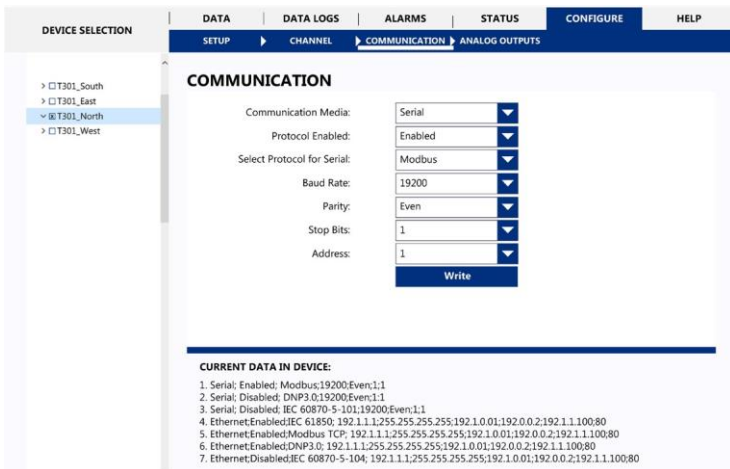 DEVICE SELECTION
DATA | DATA LOGS | ALARMS | STATUS CONFIGURE HELP
SETUP CHANNEL COMMUNICATION ANALOG OUTPUTS
> T301_South
> T301_East
T301_North
> T301_West
COMMUNICATION
Communication Media: Serial
Protocol Enabled: Enabled
Select Protocol for Serial: Modbus
Baud Rate: 19200
Parity: Even
Stop Bits: 1
Address: 1
Write
CURRENT DATA IN DEVICE:
1. Serial; Enabled; Modbus;19200;Even;1;1
2. Serial; Disabled; DNP3.0;19200;Even;1:1
3. Serial; Disabled; IEC 60870-5-101;19200;Even;1;1
4. Ethernet;Enabled;IEC 61850; 192.1.1.1;255.255.255.255;192.1.0.01;192.0.0.2;192.1.1.100;80
5. Ethernet;Enabled;Modbus TCP; 192.1.1.1;255.255.255.255;192.1.0.01;192.0.0.2;192.1.1.100;80
6. Ethernet;Enabled;DNP3.0; 192.1.1.1;255.255.255.255;192.1.0.01;192.0.0.2;192.1.1.100;80
7. Ethernet;Disabled;IEC 60870-5-104; 192.1.1.1;255.255.255.255;192.1.0.01;192.0.0.2;192.1.1.100;80